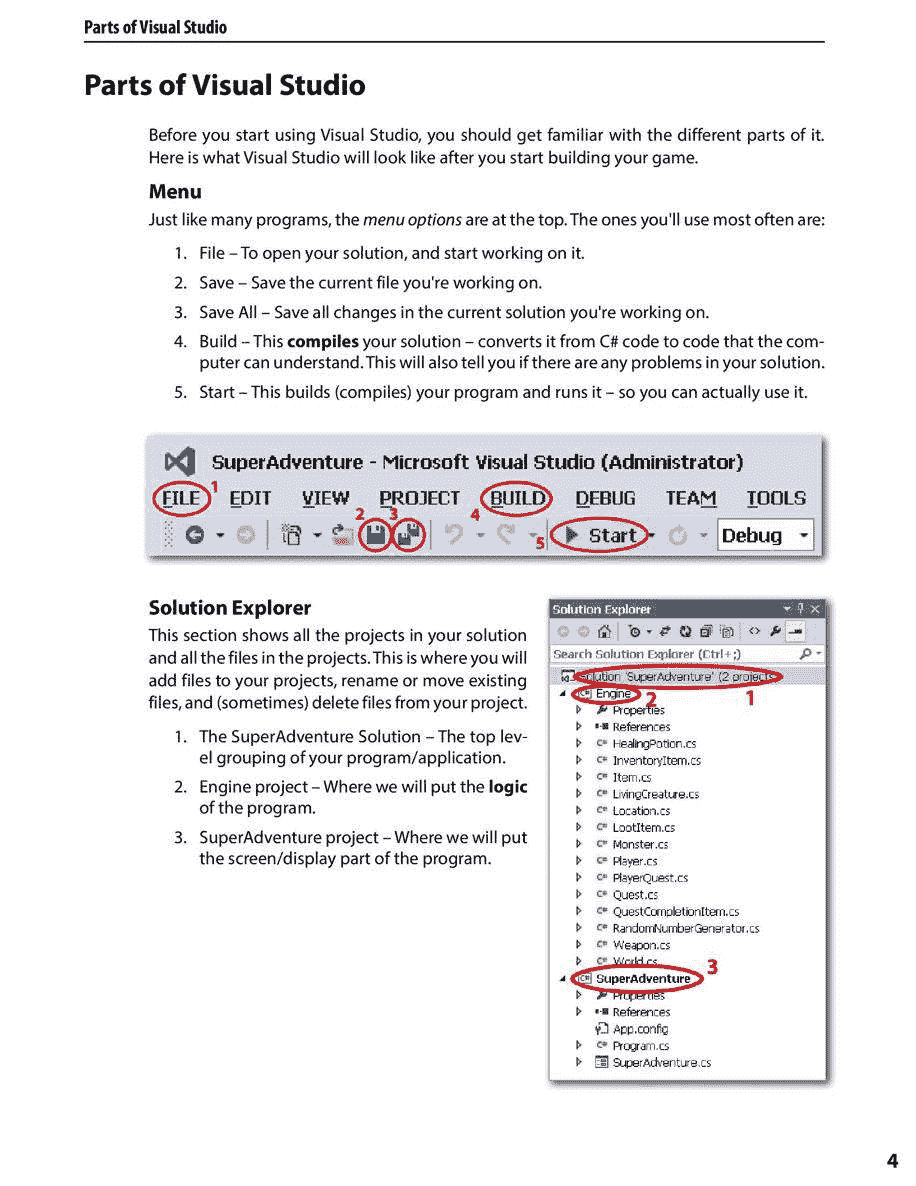 Parts of Visual Studio
Parts of Visual Studio
Before you start using Visual Studio, you should get familiar with the different parts of it.
Here is what Visual Studio will look like after you start building your game.
Menu
Just like many programs, the menu options are at the top. The ones you'll use most often are:
1. File – To open your solution, and start working on it.
2. Save – Save the current file you're working on.
3. Save All – Save all changes in the current solution you're working on.
4. Build – This compiles your solution – converts it from C# code to code that the com-
puter can understand. This will also tell you if there are any problems in your solution.
5. Start – This builds (compiles) your program and runs it – so you can actually use it.
SuperAdventure - Microsoft Visual Studio (Administrator)
FILE 1 EDIT VIEW PROJECT BUILD DEBUG TEAM TOOLS
2 3 4 5 Start Debug
Solution Explorer
This section shows all the projects in your solution
and all the files in the projects. This is where you will
add files to your projects, rename or move existing
files, and (sometimes) delete files from your project.
1. The SuperAdventure Solution – The top lev-
el grouping of your program/application.
2. Engine project – Where we will put the logic
of the program.
3. SuperAdventure project – Where we will put
the screen/display part of the program.
Solution Explorer
Search Solution Explorer (Ctrl+;)
Solution 'SuperAdventure' (2 projects)
1
Engine 2
Properties
References
C# HealingPotion.cs
C# InventoryItem.cs
C# Item.cs
C# LivingCreature.cs
C# Location.cs
C# LootItem.cs
C# Monster.cs
C# Player.cs
C# PlayerQuest.cs
C# Quest.cs
C# QuestCompletionItem.cs
C# RandomNumberGenerator.cs
C# Weapon.cs
C# World.cs
C# SuperAdventure 3
Properties
References
App.config
C# Program.cs
SuperAdventure.cs
4